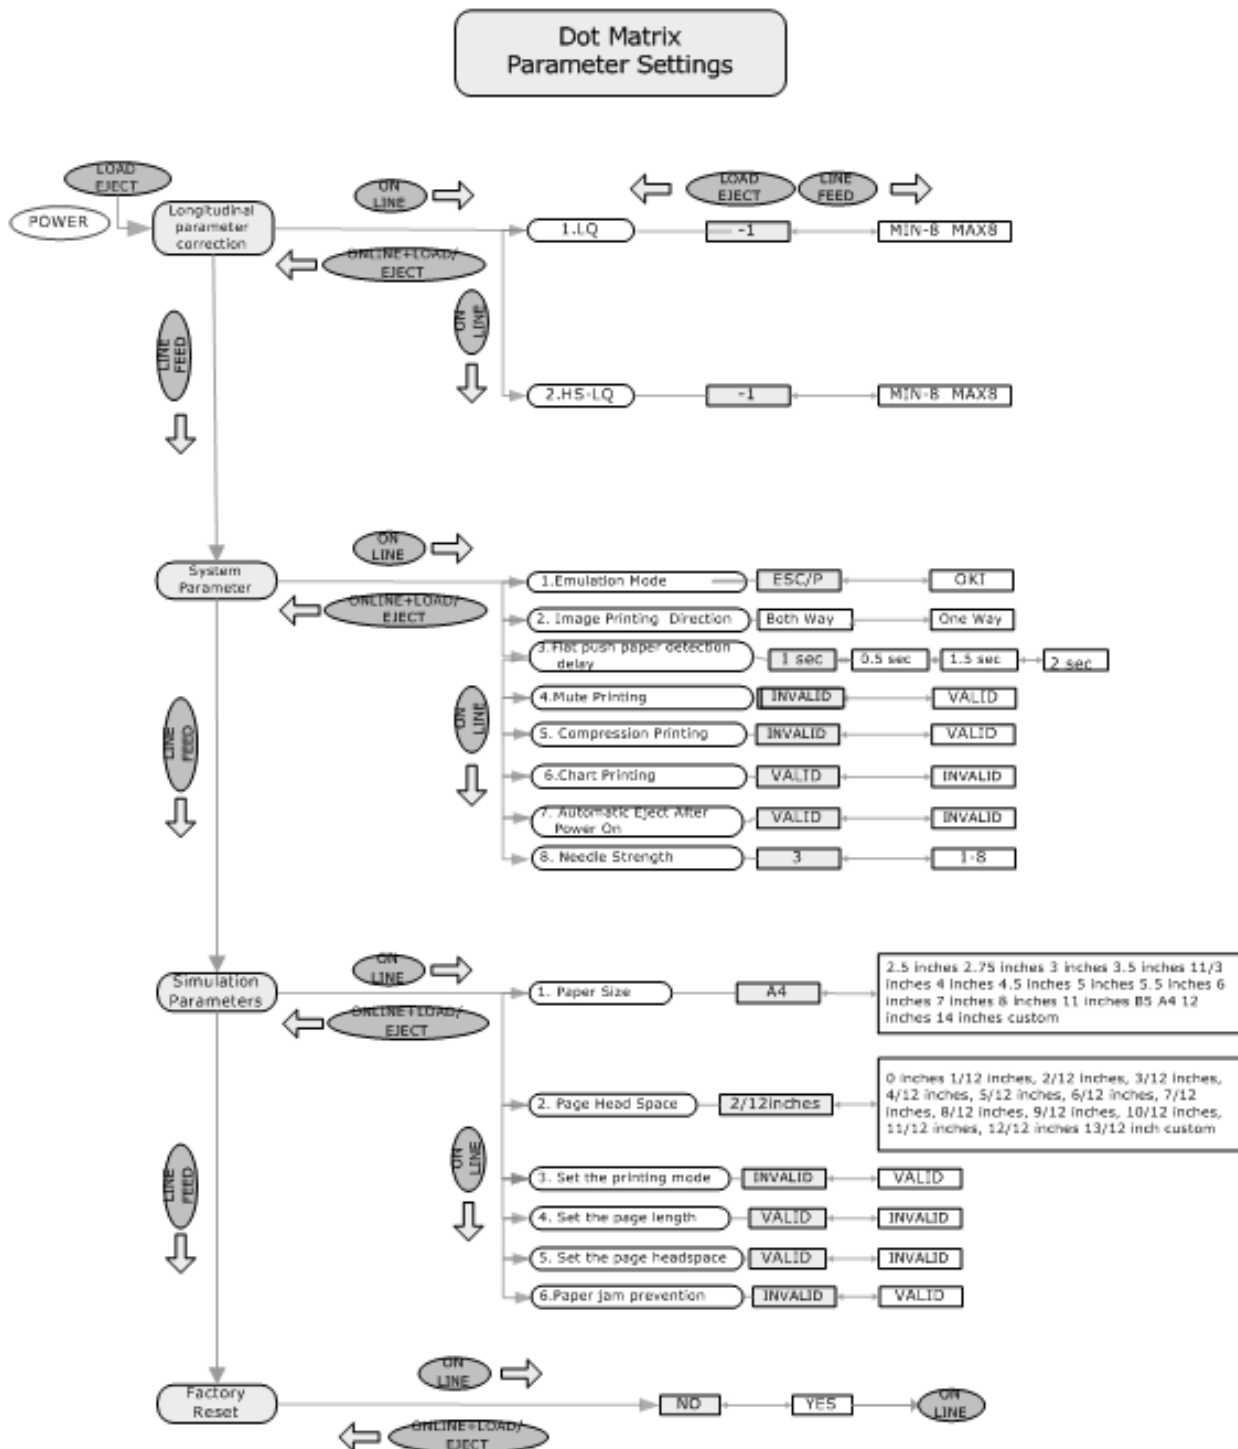 Dot Matrix
Parameter Settings
LOAD
EJECT
POWER
Longitudinal
parameter
correction
ON
LINE
LOAD
EJECT
LINE
FEED
1.LQ
-1
MIN-8 MAX8
ONLINE+LOAD/
EJECT
ON
LINE
LINE
FEED
2.HS-LQ
-1
MIN-8 MAX8
ON
LINE
System
Parameter
ONLINE+LOAD/
EJECT
1.Emulation Mode
ESC/P
OKI
2. Image Printing Direction
Both Way
One Way
3.Flat push paper detection
delay
1 sec
0.5 sec
1.5 sec
2 sec
ON
LINE
LINE
FEED
4.Mute Printing
INVALID
VALID
5. Compression Printing
INVALID
VALID
6.Chart Printing
VALID
INVALID
7. Automatic Eject After
Power On
VALID
INVALID
8. Needle Strength
3
1-8
ON
LINE
Simulation
Parameters
ONLINE+LOAD/
EJECT
1. Paper Size
A4
2.5 inches 2.75 inches 3 inches 3.5 inches 11/3
inches 4 inches 4.5 Inches 5 inches 5.5 Inches 6
inches 7 inches 8 Inches 11 inches B5 A4 12
inches 14 inches custom
2. Page Head Space
2/12inches
0 inches 1/12 inches, 2/12 inches, 3/12 inches,
4/12 inches, 5/12 inches, 6/12 inches, 7/12
inches, 8/12 inches, 9/12 inches, 10/12 inches,
11/12 inches, 12/12 inches 13/12 inch custom
ON
LINE
LINE
FEED
3. Set the printing mode
INVALID
VALID
4. Set the page length
VALID
INVALID
5. Set the page headspace
VALID
INVALID
6.Paper jam prevention
INVALID
VALID
ON
LINE
Factory
Reset
NO
YES
ON
LINE
ONLINE+LOAD/
EJECT